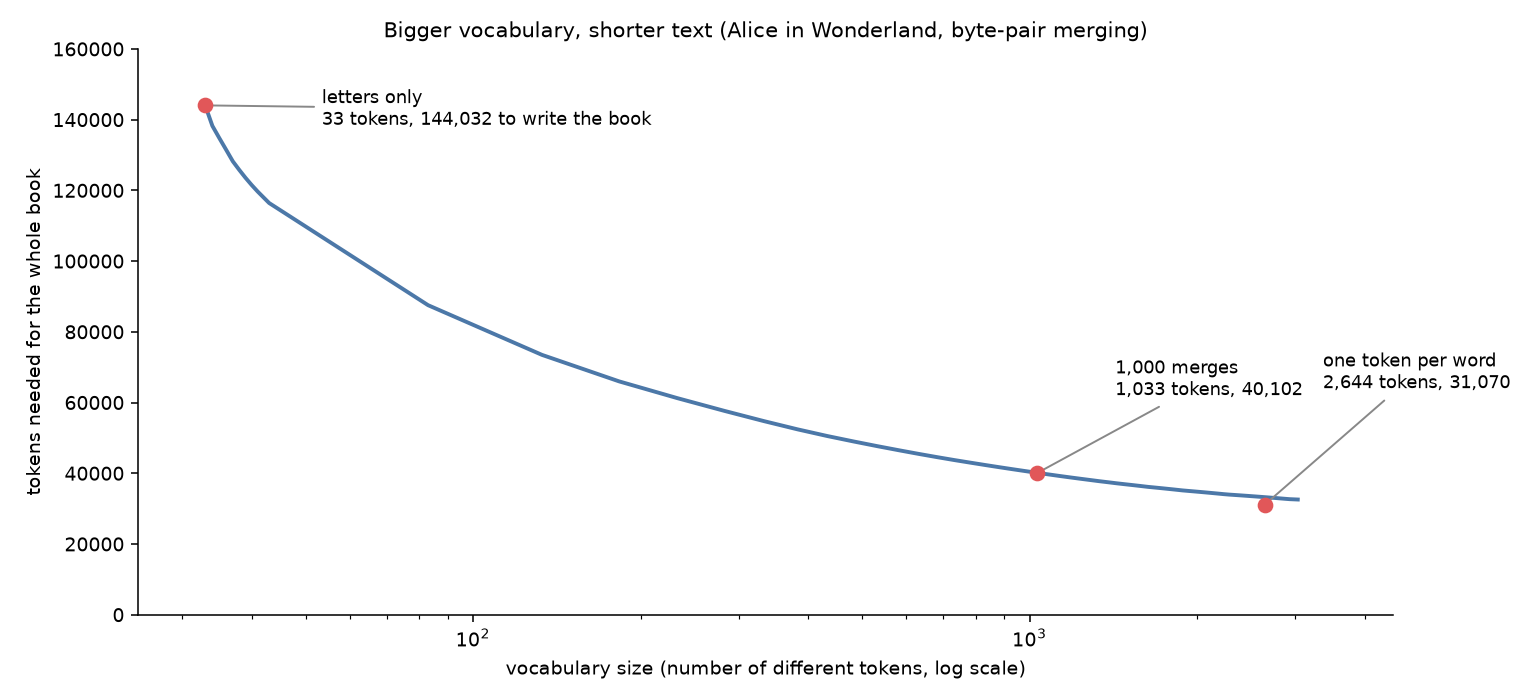 Bigger vocabulary, shorter text (Alice in Wonderland, byte-pair merging)
tokens needed for the whole book
160000
140000
120000
100000
80000
60000
40000
20000
0
letters only
33 tokens, 144,032 to write the book
1,000 merges
1,033 tokens, 40,102
one token per word
2,644 tokens, 31,070
10²
10³
vocabulary size (number of different tokens, log scale)